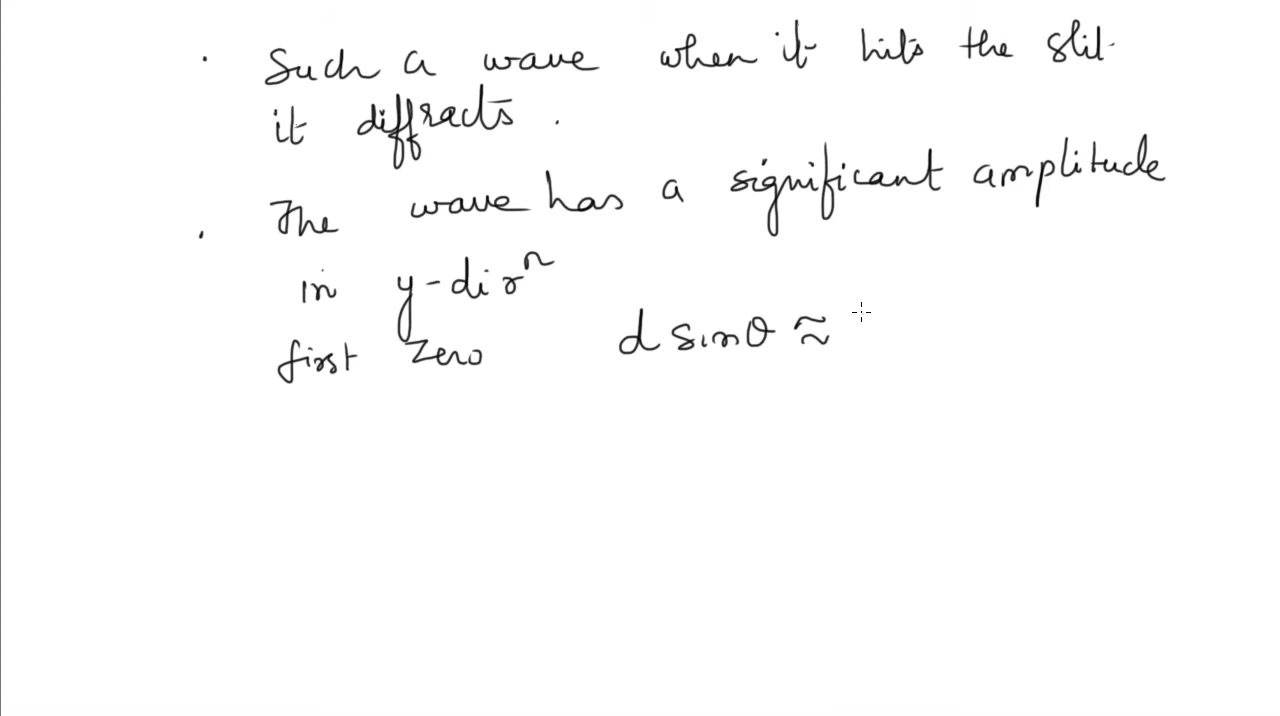 · Such a wave when it hits the slit.
it diffracts.
· The wave has a significant amplitude
in y-dirⁿ
first zero d sinθ ≈